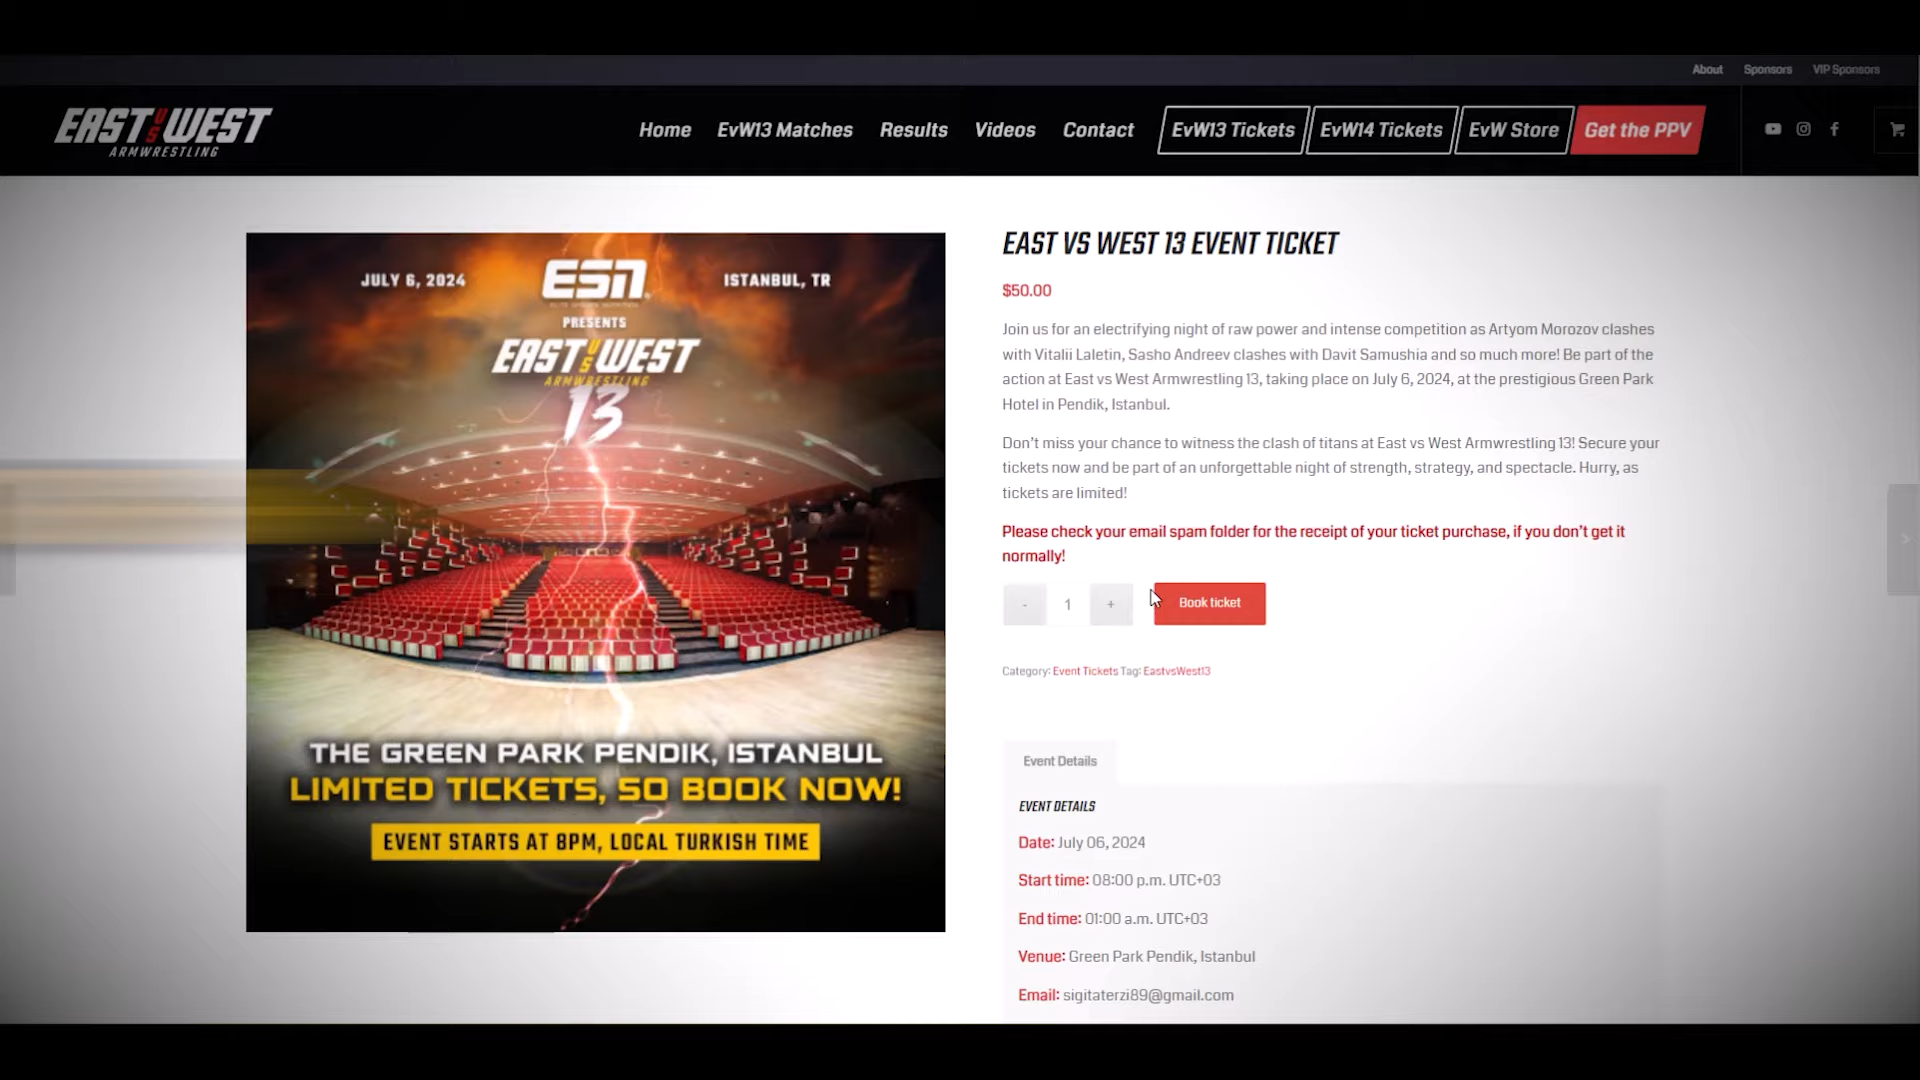 About Sponsors VIP Sponsors
EAST VS WEST
ARMWRESTLING
Home EvW13 Matches Results Videos Contact EvW13 Tickets EvW14 Tickets EvW Store Get the PPV
JULY 6, 2024
ESN
ISTANBUL, TR
PRESENTS
EAST VS WEST
ARMWRESTLING
13
THE GREEN PARK PENDIK, ISTANBUL
LIMITED TICKETS, SO BOOK NOW!
EVENT STARTS AT 8PM, LOCAL TURKISH TIME
EAST VS WEST 13 EVENT TICKET
$50.00
Join us for an electrifying night of raw power and intense competition as Artyom Morozov clashes
with Vitalii Laletin, Sasho Andreev clashes with Davit Samushia and so much more! Be part of the
action at East vs West Armwrestling 13, taking place on July 6, 2024, at the prestigious Green Park
Hotel in Pendik, Istanbul.
Don't miss your chance to witness the clash of titans at East vs West Armwrestling 13! Secure your
tickets now and be part of an unforgettable night of strength, strategy, and spectacle. Hurry, as
tickets are limited!
Please check your email spam folder for the receipt of your ticket purchase, if you don't get it
normally!
- 1 + Book ticket
Category: Event Tickets Tag: EastvsWest13
Event Details
EVENT DETAILS
Date: July 06, 2024
Start time: 08:00 p.m. UTC+03
End time: 01:00 a.m. UTC+03
Venue: Green Park Pendik, Istanbul
Email: sigitaterzi89@gmail.com